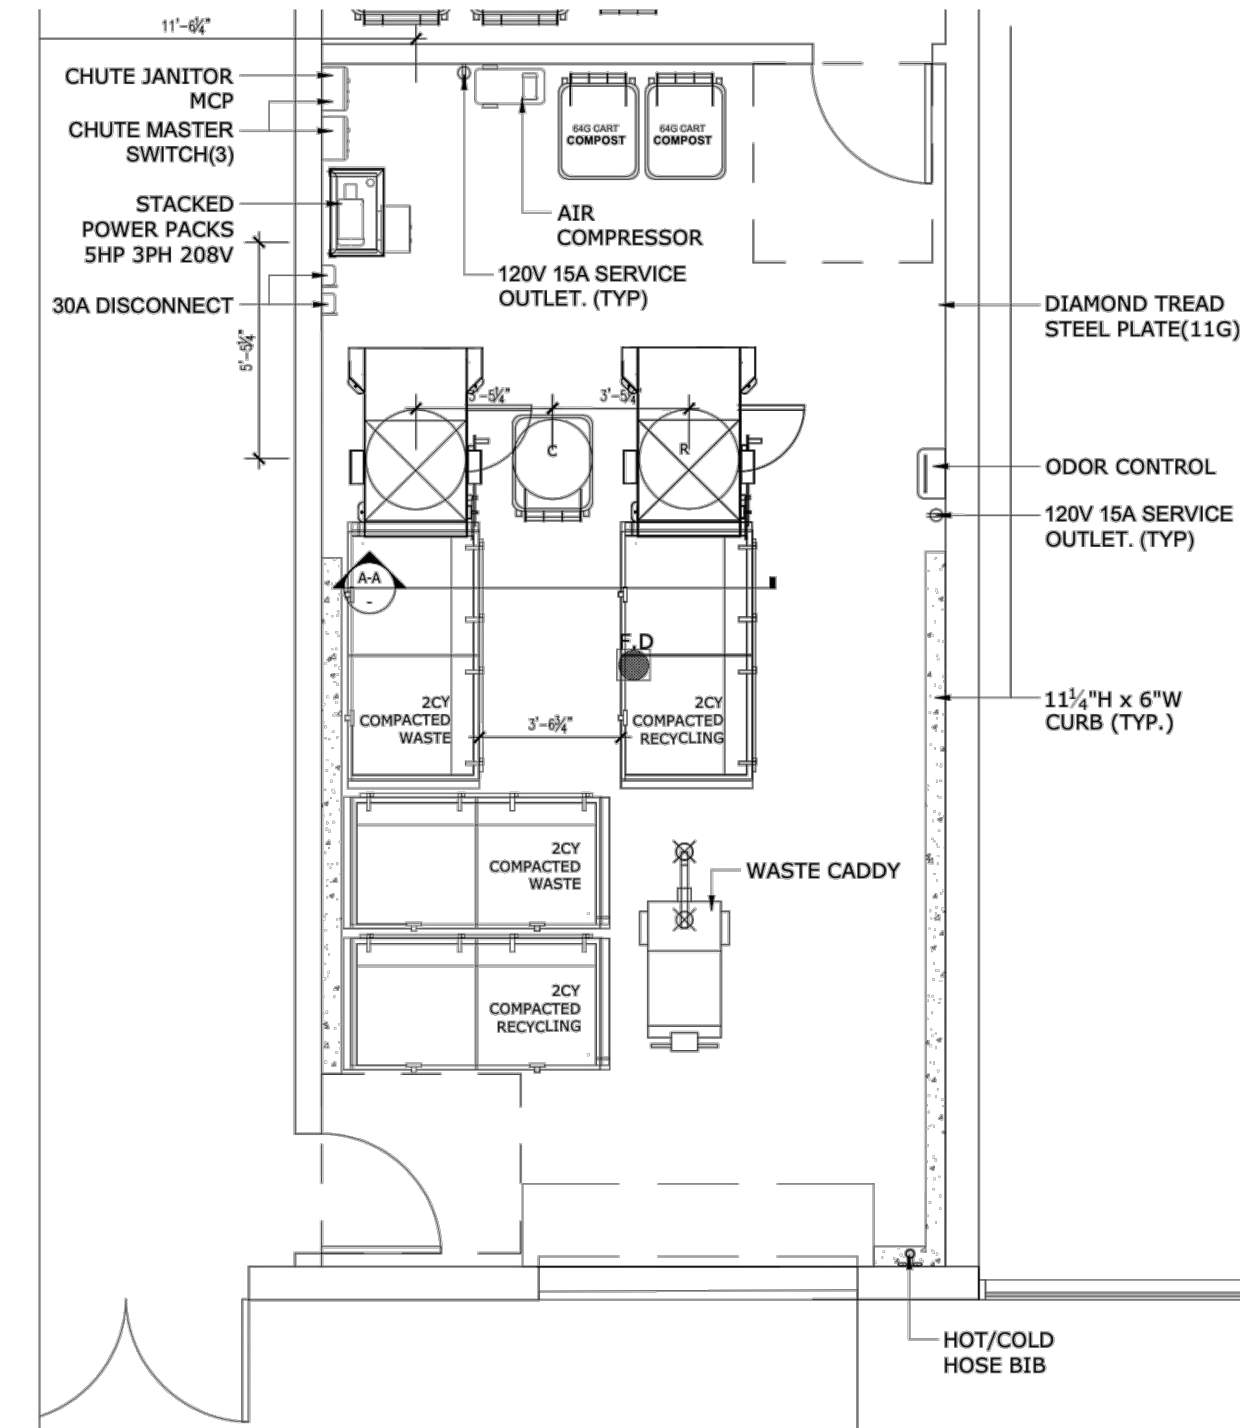 11'-6¾"
CHUTE JANITOR
MCP
CHUTE MASTER
SWITCH(3)
STACKED
POWER PACKS
5HP 3PH 208V
30A DISCONNECT
5'-5¼"
64G CART
COMPOST
64G CART
COMPOST
AIR
COMPRESSOR
120V 15A SERVICE
OUTLET. (TYP)
DIAMOND TREAD
STEEL PLATE(11G)
3'-5¼"
3'-5¼"
C
R
ODOR CONTROL
120V 15A SERVICE
OUTLET. (TYP)
A-A
-
F.D
2CY
COMPACTED
WASTE
3'-6¾"
2CY
COMPACTED
RECYCLING
11¼"H x 6"W
CURB (TYP.)
2CY
COMPACTED
WASTE
WASTE CADDY
2CY
COMPACTED
RECYCLING
HOT/COLD
HOSE BIB